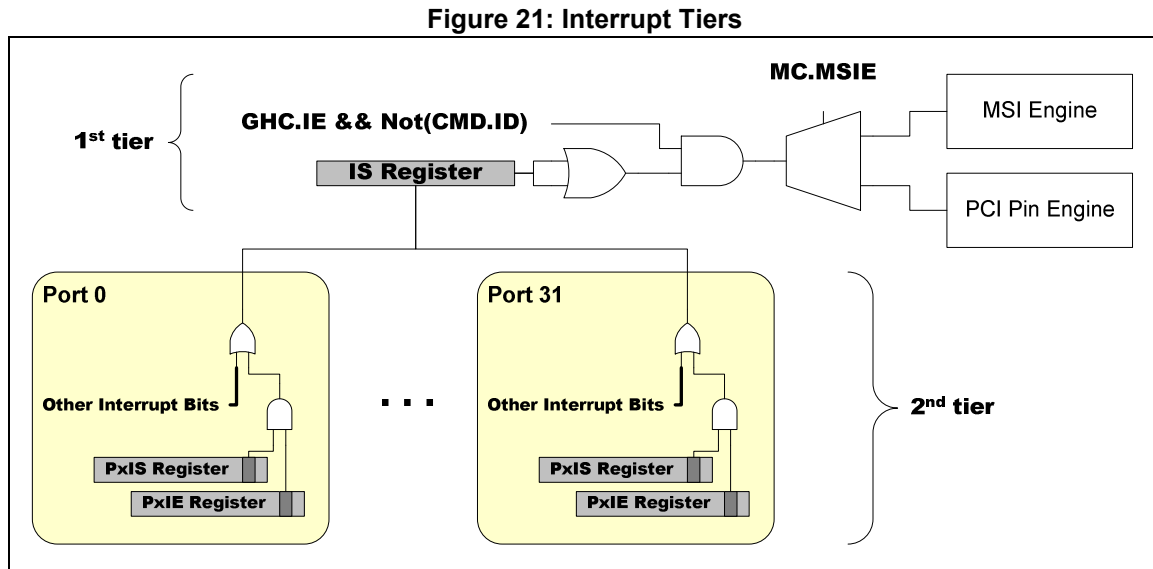 Figure 21: Interrupt Tiers
MC.MSIE
MSI Engine
GHC.IE && Not(CMD.ID)
1st tier
IS Register
PCI Pin Engine
Port 0
Port 31
Other Interrupt Bits
. . .
Other Interrupt Bits
2nd tier
PxIS Register
PxIS Register
PxIE Register
PxIE Register